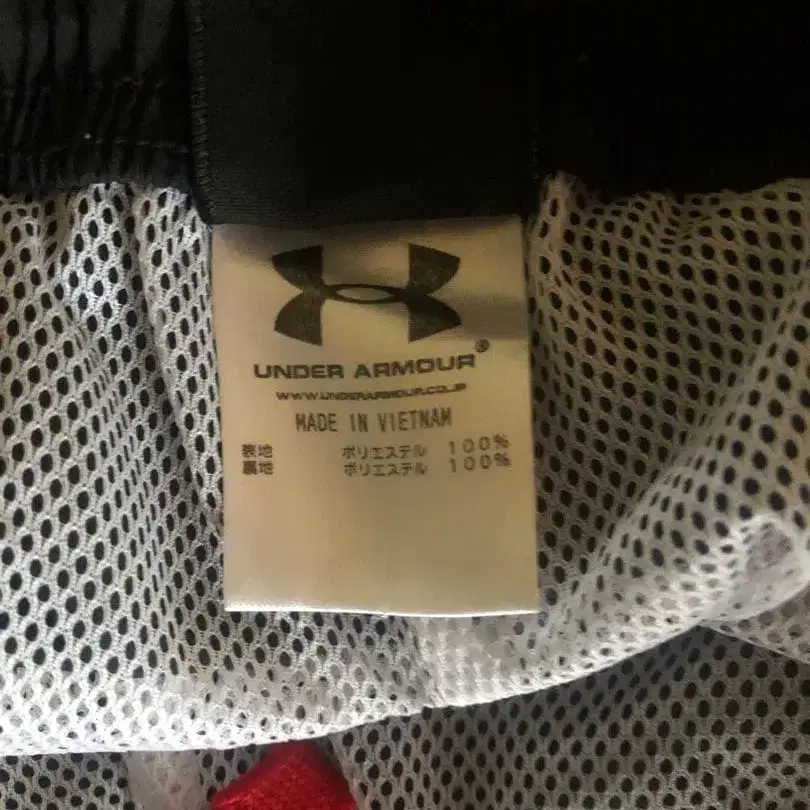 UNDER ARMOUR®
WWW.UNDERARMOUR.CO.JP
MADE IN VIETNAM
表地 ポリエステル 100%
裏地 ポリエステル 100%